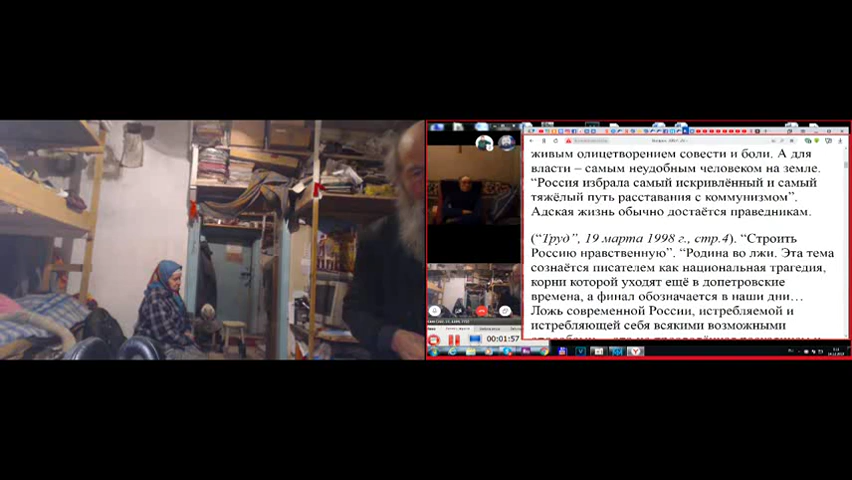 живым олицетворением совести и боли. А для
власти – самым неудобным человеком на земле.
“Россия избрала самый искривлённый и самый
тяжёлый путь расставания с коммунизмом”.
Адская жизнь обычно достаётся праведникам.
(“Труд”, 19 марта 1998 г., стр.4). “Строить
Россию нравственную”. “Родина во лжи. Эта тема
сознаётся писателем как национальная трагедия,
корни которой уходят ещё в допетровские
времена, а финал обозначается в наши дни…
Ложь современной России, истребляемой и
истребляющей себя всякими возможными
00:01:57